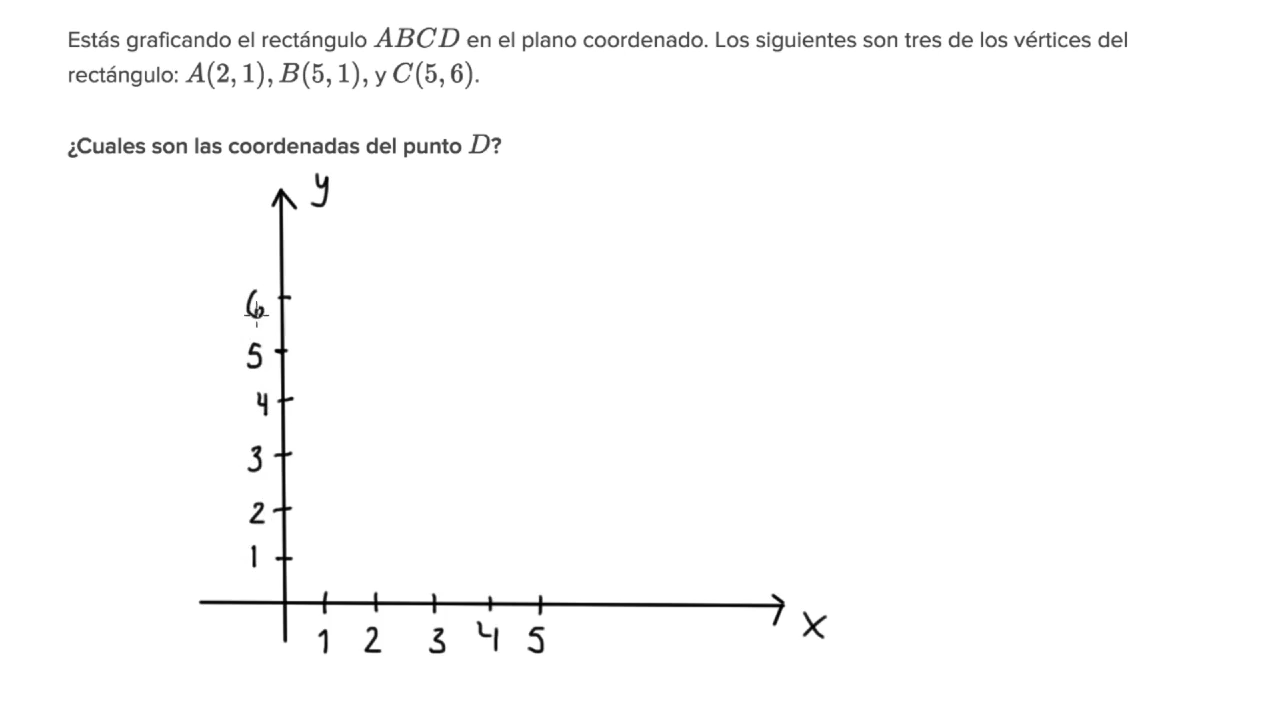 Estás graficando el rectángulo ABCD en el plano coordenado. Los siguientes son tres de los vértices del
rectángulo: A(2, 1), B(5, 1), y C(5, 6).
¿Cuales son las coordenadas del punto D?
y
6
5
4
3
2
1
1 2 3 4 5
x